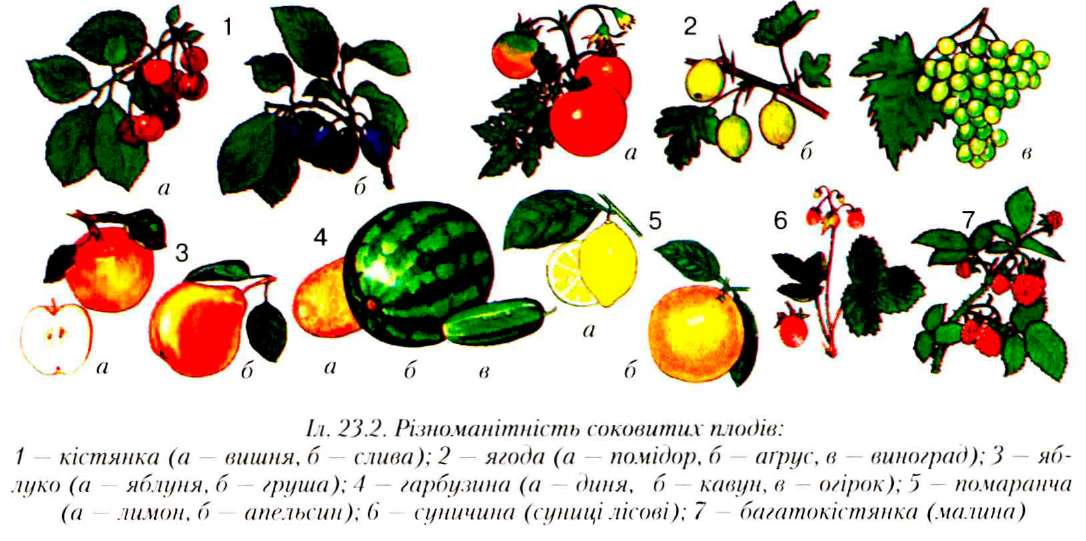 1
2
а
б
а
б
в
3
4
5
6
7
а
б
а
б
в
а
б
Іл. 23.2. Різноманітність соковитих плодів:
1 — кістянка (а — вишня, б — слива); 2 — ягода (а — помідор, б — аґрус, в — виноград); 3 — яб-
луко (а — яблуня, б — груша); 4 — гарбузина (а — диня, б — кавун, в — огірок); 5 — помаранча
(а — лимон, б — апельсин); 6 — суничина (суниці лісові); 7 — багатокістянка (малина)